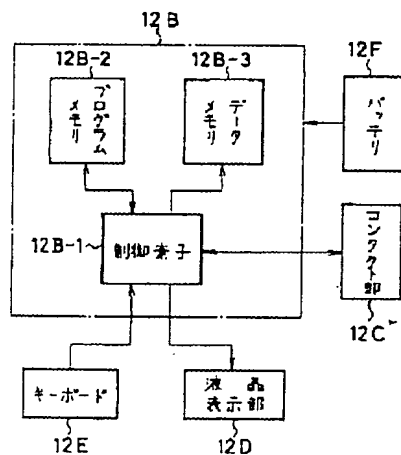 12B
12B-2
12B-3
12F
プログラム
メモリ
データ
メモリ
バッテリ
12B-1
制御素子
コンタクト部
12C
キーボード
液晶
表示部
12E
12D